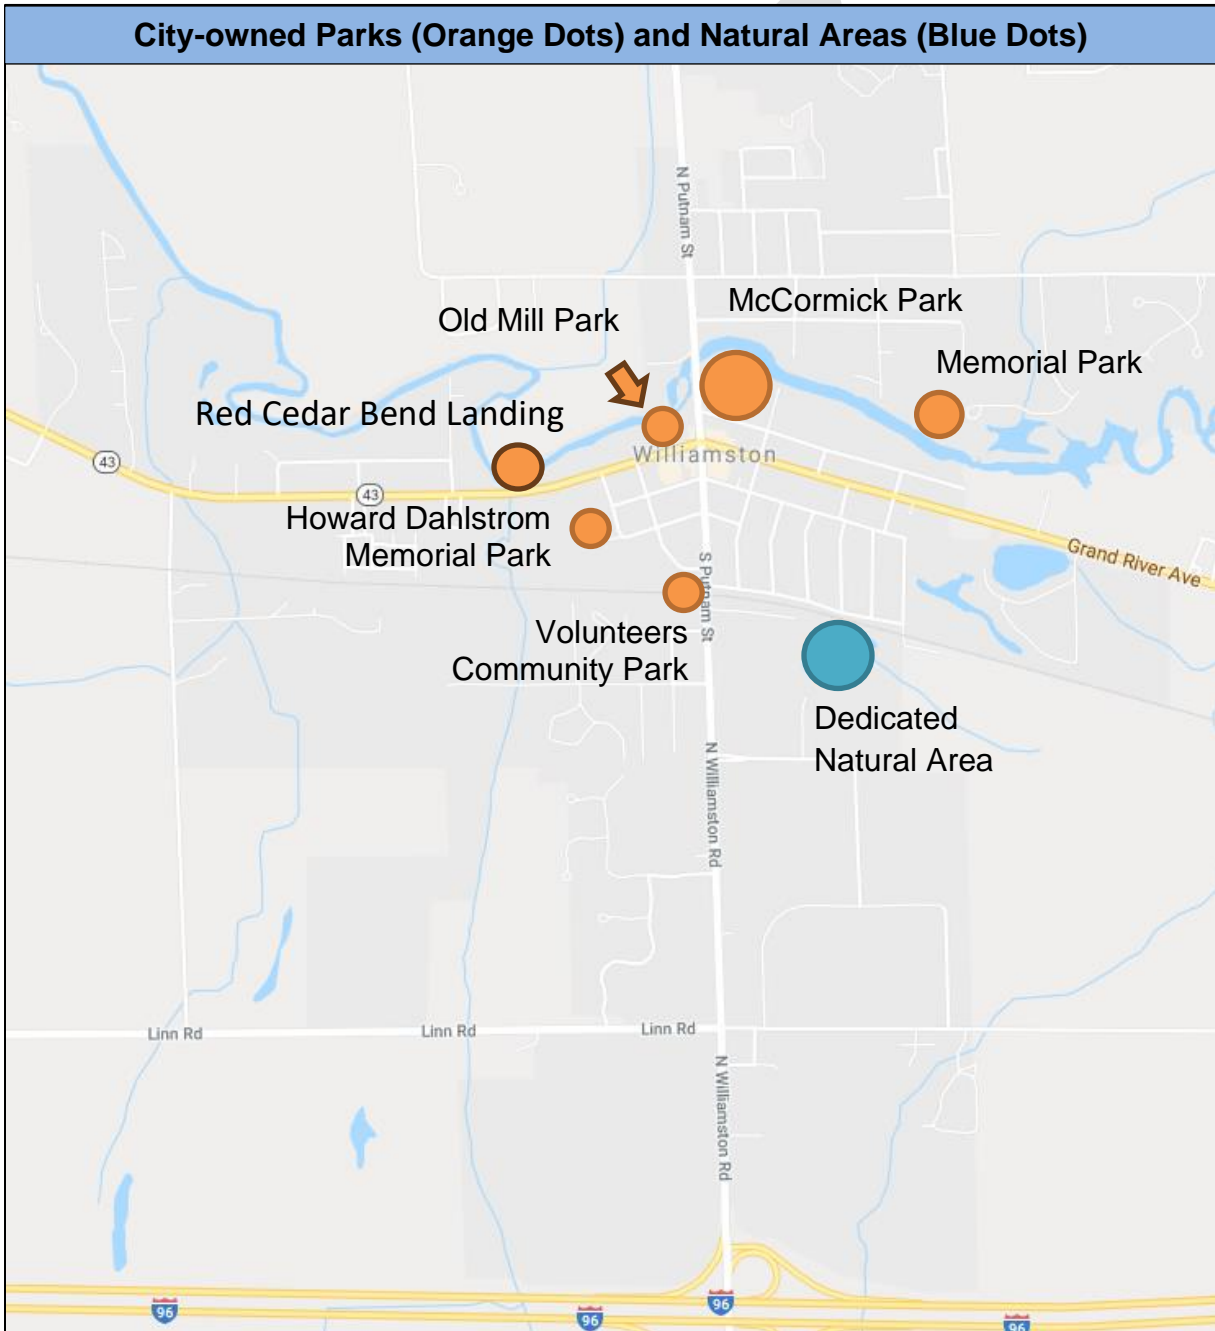 City-owned Parks (Orange Dots) and Natural Areas (Blue Dots)
N Putnam St
McCormick Park
Old Mill Park
Memorial Park
Red Cedar Bend Landing
Williamston
43
43
Howard Dahlstrom
Memorial Park
Grand River Ave
S Putnam St
Volunteers
Community Park
Dedicated
Natural Area
N Williamston Rd
Linn Rd
Linn Rd
Linn Rd
N Williamston Rd
96
96
96
96